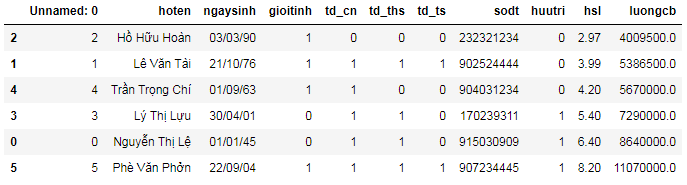 Unnamed: 0 hoten ngaysinh gioitinh td_cn td_ths td_ts sodt huutri hsl luongcb
2 2 Hồ Hữu Hoàn 03/03/90 1 0 0 0 232321234 0 2.97 4009500.0
1 1 Lê Văn Tải 21/10/76 1 1 1 1 902524444 0 3.99 5386500.0
4 4 Trần Trọng Chí 01/09/63 1 1 0 0 904031234 0 4.20 5670000.0
3 3 Lý Thị Lựu 30/04/01 0 1 1 0 170239311 1 5.40 7290000.0
0 0 Nguyễn Thị Lệ 01/01/45 0 1 1 0 915030909 1 6.40 8640000.0
5 5 Phè Văn Phởn 22/09/04 1 1 1 1 907234445 1 8.20 11070000.0